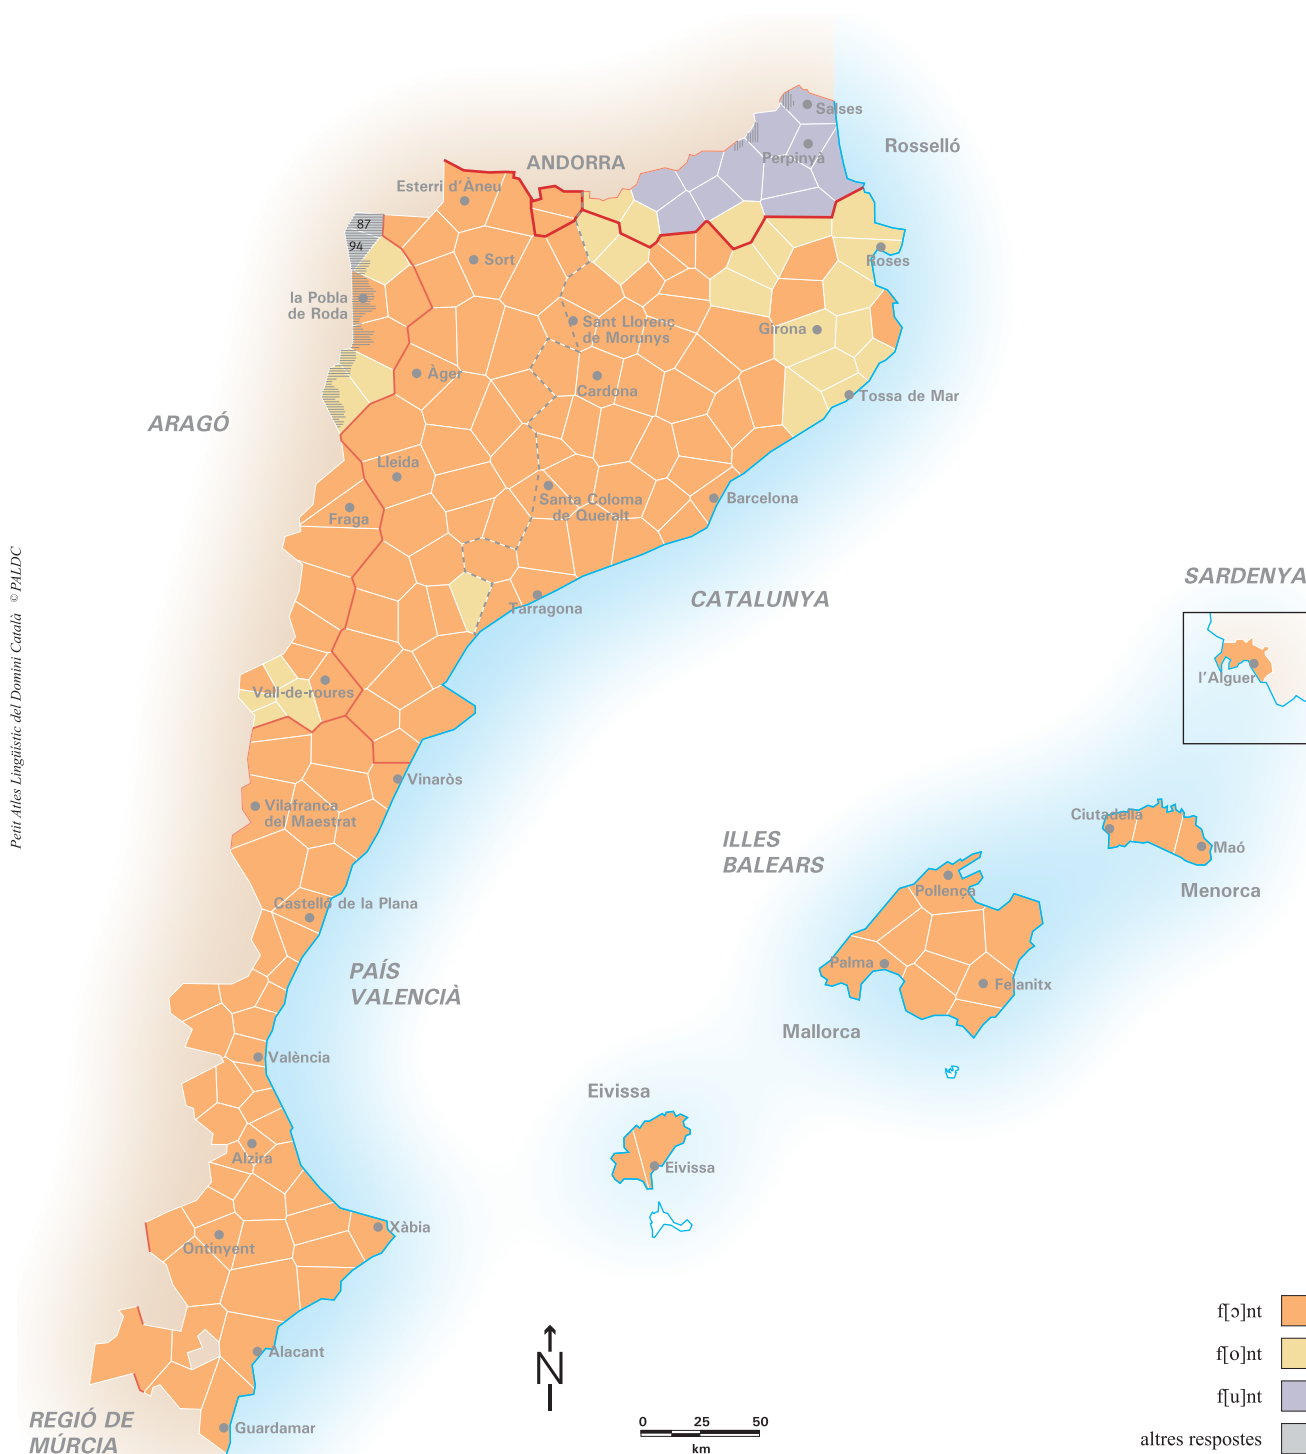 Salses
Rosselló
Perpinyà
ANDORRA
Esterri d'Àneu
87
94
Sort
Roses
la Pobla
de Roda
Sant Llorenç
de Morunys
Girona
Àger
Cardona
Tossa de Mar
ARAGÓ
Lleida
Santa Coloma
de Queralt
Barcelona
Fraga
Petit Atles Lingüístic del Domini Català © PALDC
SARDENYA
CATALUNYA
Tarragona
l'Alguer
Vall-de-roures
Vinaròs
Vilafranca
del Maestrat
Ciutadella
Maó
ILLES
BALEARS
Menorca
Pollença
Castelló de la Plana
PAÍS
VALENCIÀ
Palma
Felanitx
Mallorca
València
Eivissa
Alzira
Eivissa
Xàbia
Ontinyent
Alacant
Guardamar
REGIÓ DE
MÚRCIA
N
0 25 50
km
f[ɔ]nt
f[o]nt
f[u]nt
altres respostes